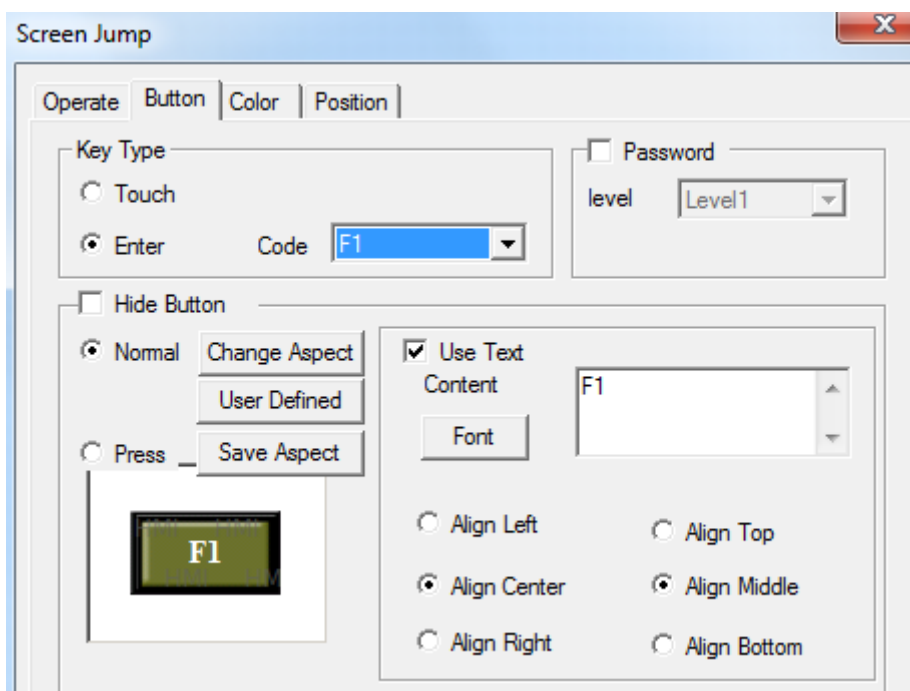 Screen Jump
Operate Button Color Position
Key Type
Touch
Enter Code F1
Password
level Level1
Hide Button
Normal Change Aspect
User Defined
Press Save Aspect
F1
Use Text
Content F1
Font
Align Left Align Top
Align Center Align Middle
Align Right Align Bottom